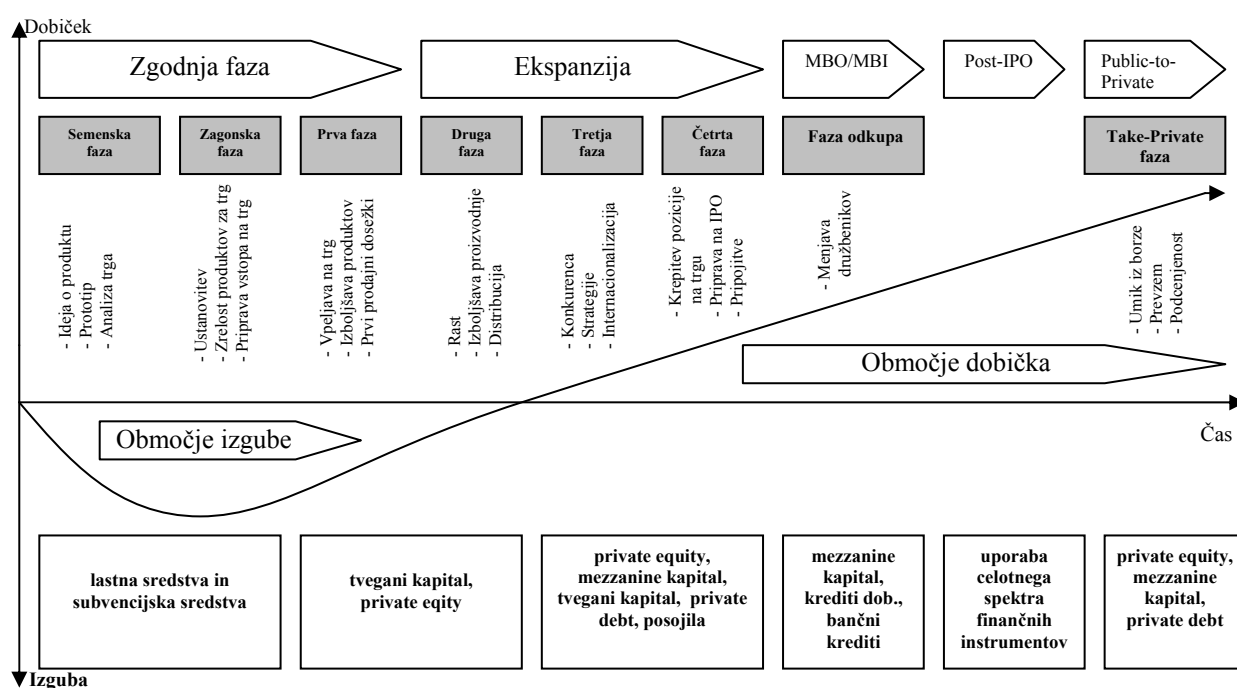 Dobiček
Zgodnja faza
Ekspanzija
MBO/MBI
Post-IPO
Public-to-
Private
Semenska
faza
Zagonska
faza
Prva faza
Druga
faza
Tretja
faza
Četrta
faza
Faza odkupa
Take-Private
faza
- Ideja o produktu
- Prototip
- Analiza trga
- Ustanovitev
- Zrelost produktov za trg
- Priprava vstopa na trg
- Vpeljava na trg
- Izboljšava produktov
- Prvi prodajni dosežki
- Rast
- Izboljšava proizvodnje
- Distribucija
- Konkurenca
- Strategije
- Internacionalizacija
- Krepitev pozicije
na trgu
- Priprava na IPO
- Pripojitve
- Menjava
družbenikov
- Umik iz borze
- Prevzem
- Podcenjenost
Območje dobička
Območje izgube
Čas
lastna sredstva in
subvencijska sredstva
tvegani kapital,
private eqity
private equity,
mezzanine kapital,
tvegani kapital, private
debt, posojila
mezzanine
kapital,
krediti dob.,
bančni
krediti
uporaba
celotnega
spektra
finančnih
instrumentov
private equity,
mezzanine
kapital,
private debt
Izguba